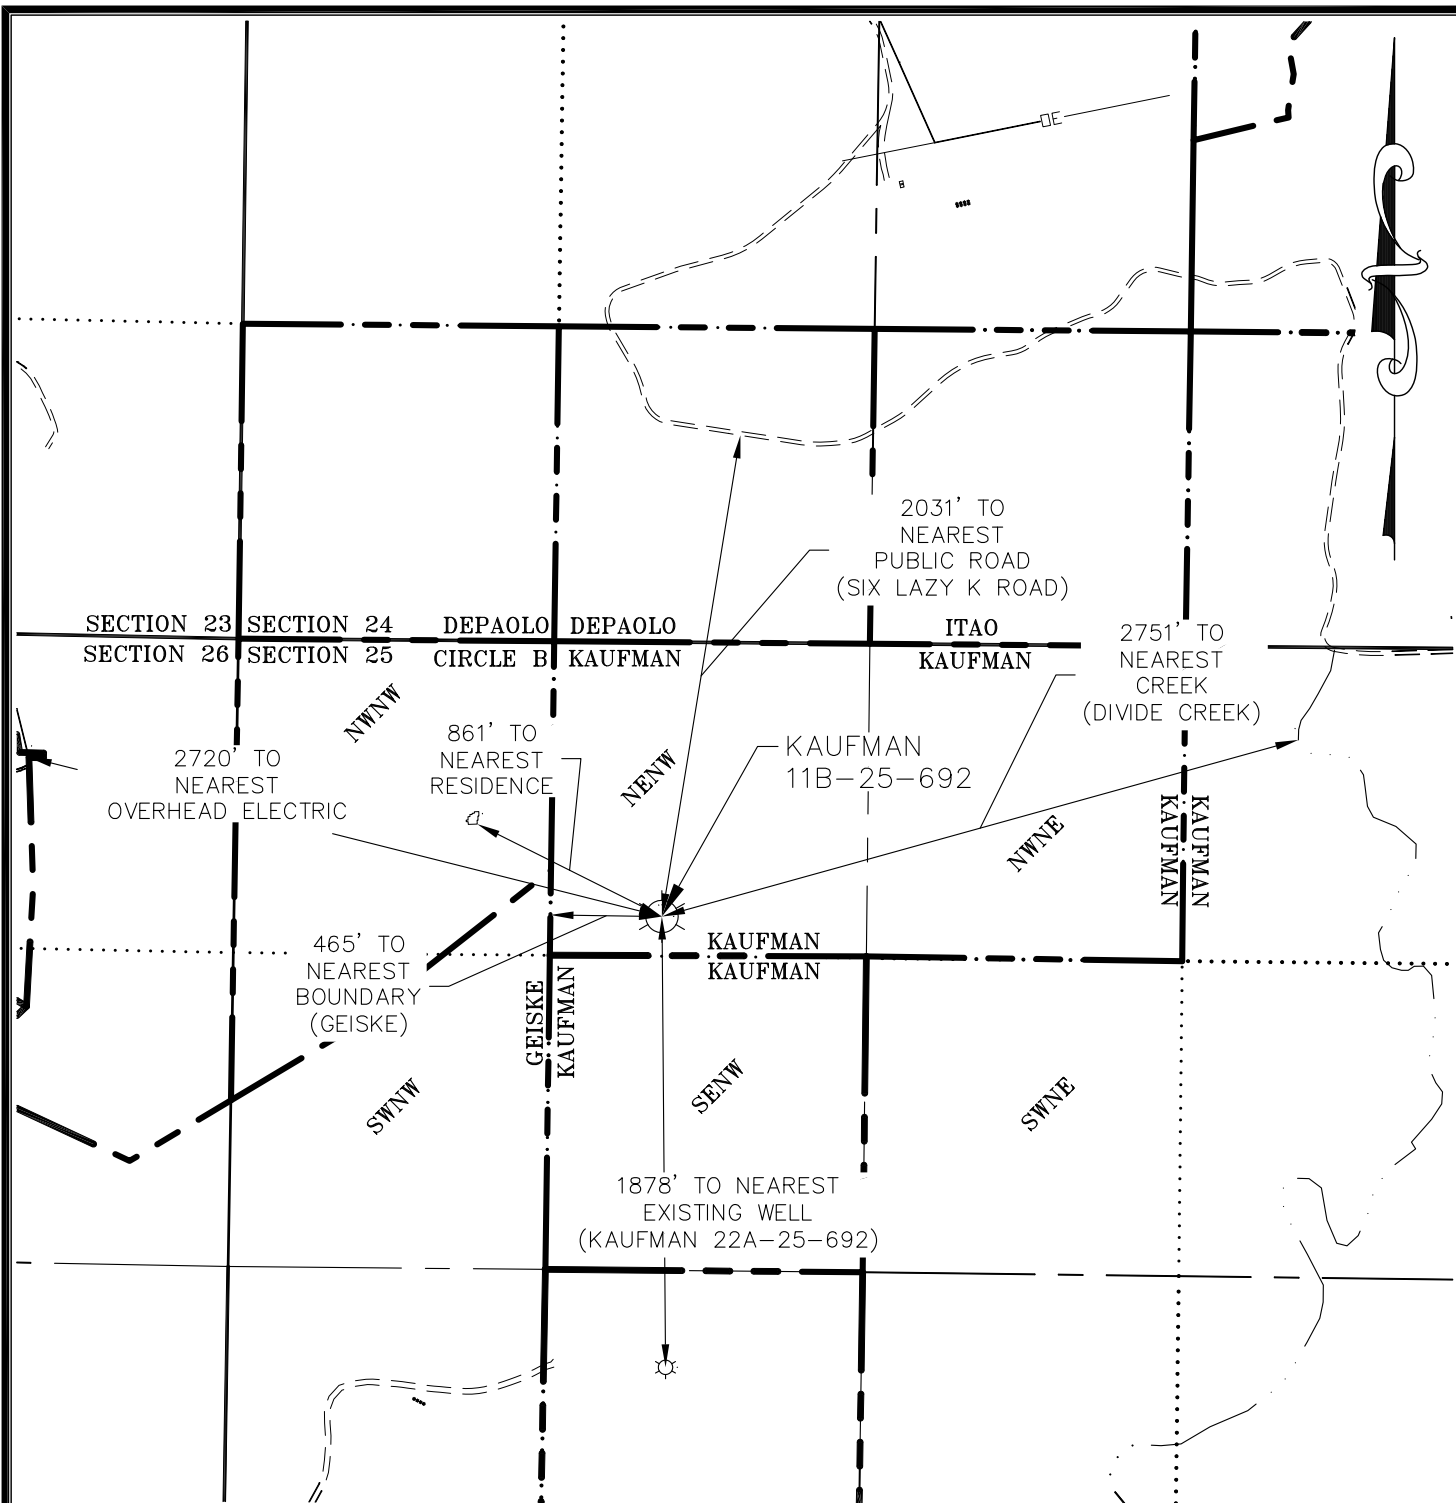 E
2031' TO
NEAREST
PUBLIC ROAD
(SIX LAZY K ROAD)
SECTION 23 SECTION 24 DEPAOLO DEPAOLO ITAO
SECTION 26 SECTION 25 CIRCLE B KAUFMAN KAUFMAN
2751' TO
NEAREST
CREEK
(DIVIDE CREEK)
NWNW
861' TO
NEAREST
RESIDENCE
2720' TO
NEAREST
OVERHEAD ELECTRIC
NENW
KAUFMAN
11B-25-692
NWNE
KAUFMAN
KAUFMAN
465' TO
NEAREST
BOUNDARY
(GEISKE)
KAUFMAN
KAUFMAN
GEISKE
KAUFMAN
SWNW
SENW
SWNE
1878' TO NEAREST
EXISTING WELL
(KAUFMAN 22A-25-692)